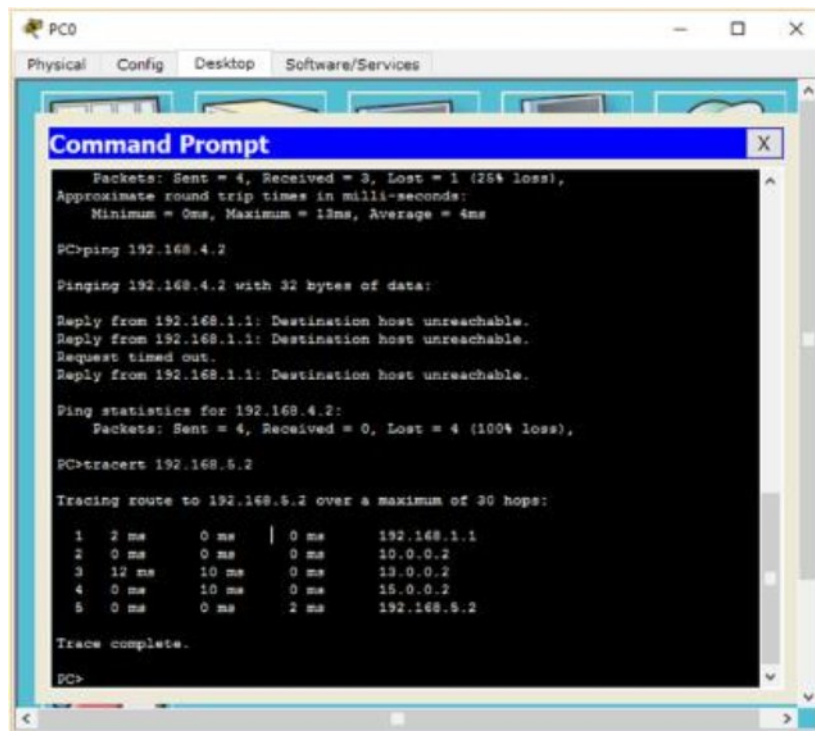 PC0
Physical Config Desktop Software/Services
Command Prompt
X
Packets: Sent = 4, Received = 3, Lost = 1 (25% loss),
Approximate round trip times in milli-seconds:
Minimum = 0ms, Maximum = 13ms, Average = 4ms
PC>ping 192.168.4.2
Pinging 192.168.4.2 with 32 bytes of data:
Reply from 192.168.1.1: Destination host unreachable.
Reply from 192.168.1.1: Destination host unreachable.
Request timed out.
Reply from 192.168.1.1: Destination host unreachable.
Ping statistics for 192.168.4.2:
Packets: Sent = 4, Received = 0, Lost = 4 (100% loss),
PC>tracert 192.168.5.2
Tracing route to 192.168.5.2 over a maximum of 30 hops:
1 2 ms 0 ms 0 ms 192.168.1.1
2 0 ms 0 ms 0 ms 10.0.0.2
3 12 ms 10 ms 0 ms 13.0.0.2
4 0 ms 10 ms 0 ms 15.0.0.2
5 0 ms 0 ms 2 ms 192.168.5.2
Trace complete.
PC>